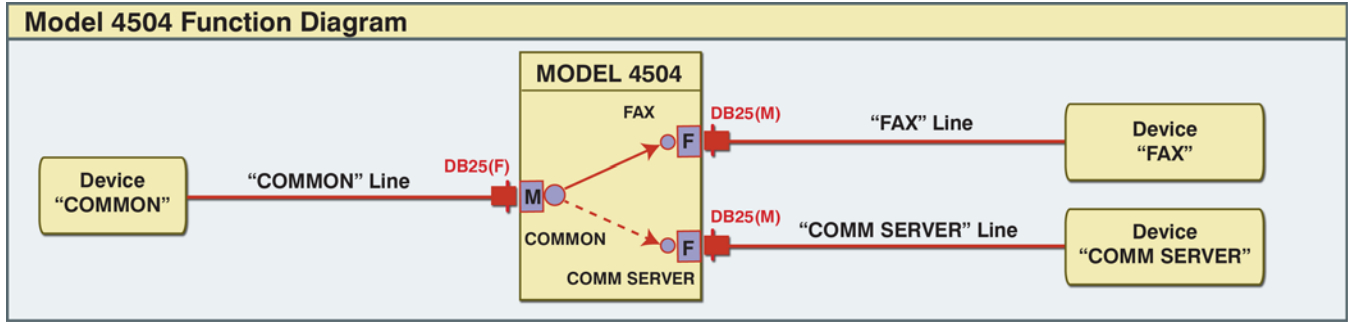 Model 4504 Function Diagram
MODEL 4504
FAX
DB25(M)
“FAX” Line
Device
“FAX”
F
Device
“COMMON”
“COMMON” Line
DB25(F)
M
COMMON
DB25(M)
“COMM SERVER” Line
Device
“COMM SERVER”
F
COMM SERVER